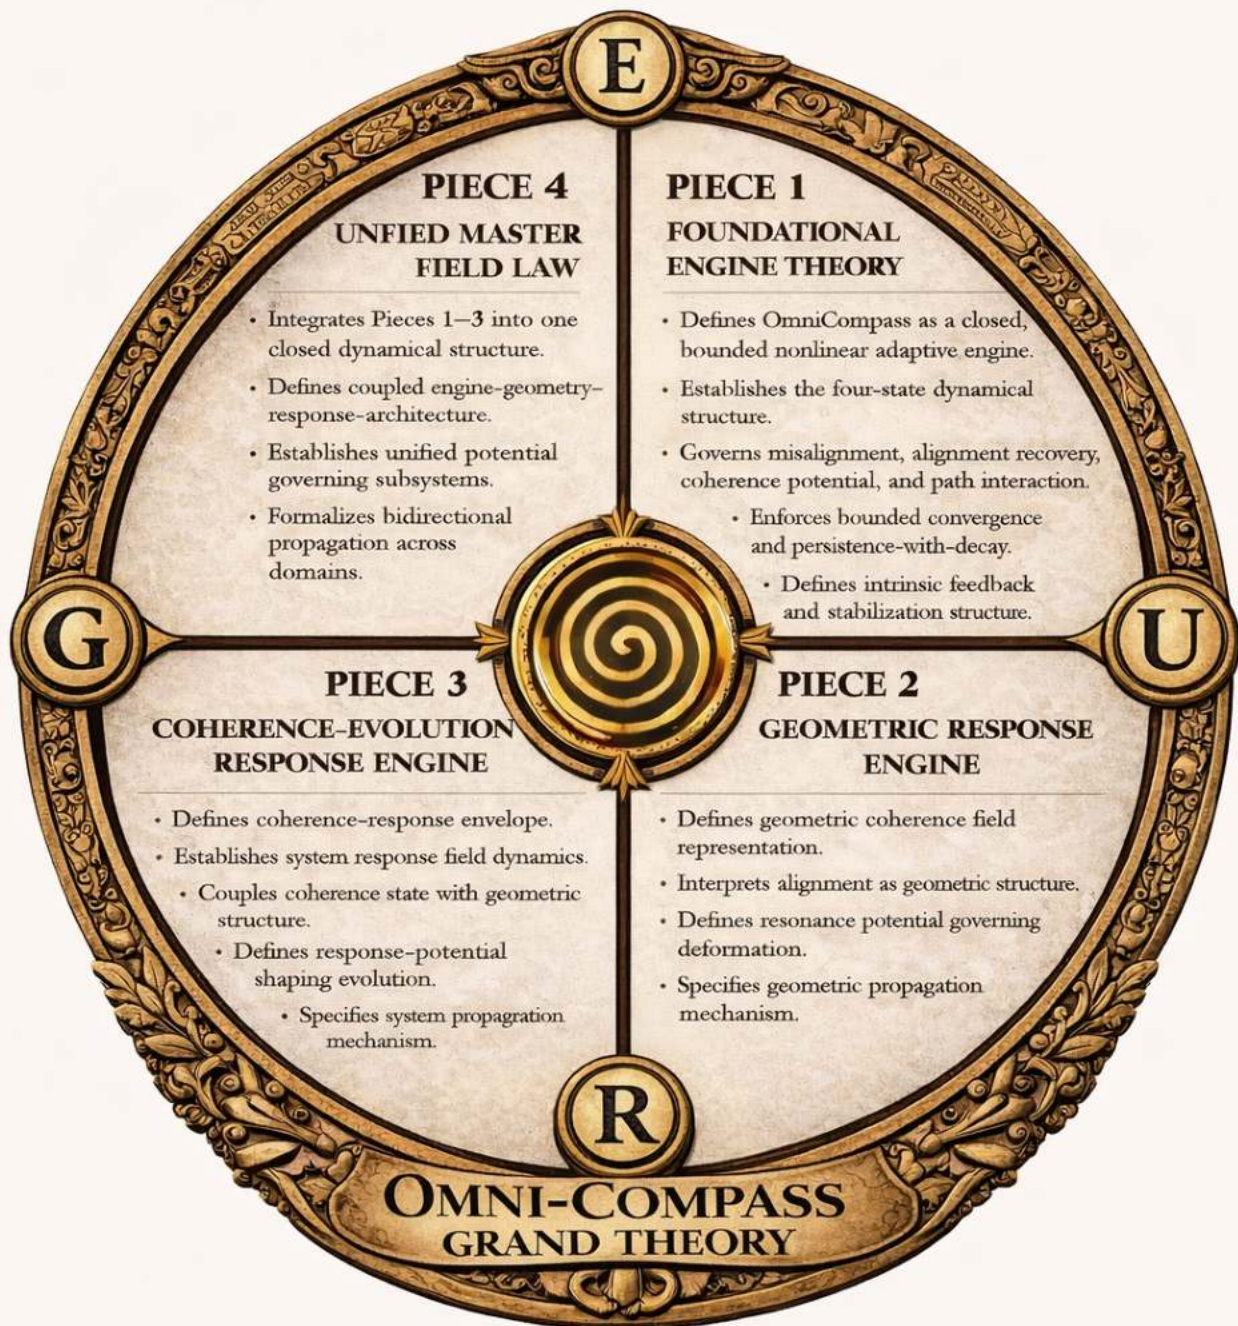 E
PIECE 4
UNFIED MASTER
FIELD LAW
• Integrates Pieces 1–3 into one
closed dynamical structure.
• Defines coupled engine-geometry–
response-architecture.
• Establishes unified potential
governing subsystems.
• Formalizes bidirectional
propagation across
domains.
PIECE 1
FOUNDATIONAL
ENGINE THEORY
• Defines OmniCompass as a closed,
bounded nonlinear adaptive engine.
• Establishes the four-state dynamical
structure.
• Governs misalignment, alignment recovery,
coherence potential, and path interaction.
• Enforces bounded convergence
and persistence-with-decay.
• Defines intrinsic feedback
and stabilization structure.
G
U
PIECE 3
COHERENCE-EVOLUTION
RESPONSE ENGINE
• Defines coherence-response envelope.
• Establishes system response field dynamics.
• Couples coherence state with geometric
structure.
• Defines response-potential
shaping evolution.
• Specifies system propagration
mechanism.
PIECE 2
GEOMETRIC RESPONSE
ENGINE
• Defines geometric coherence field
representation.
• Interprets alignment as geometric structure.
• Defines resonance potential governing
deformation.
• Specifies geometric propagation
mechanism.
R
OMNI-COMPASS
GRAND THEORY